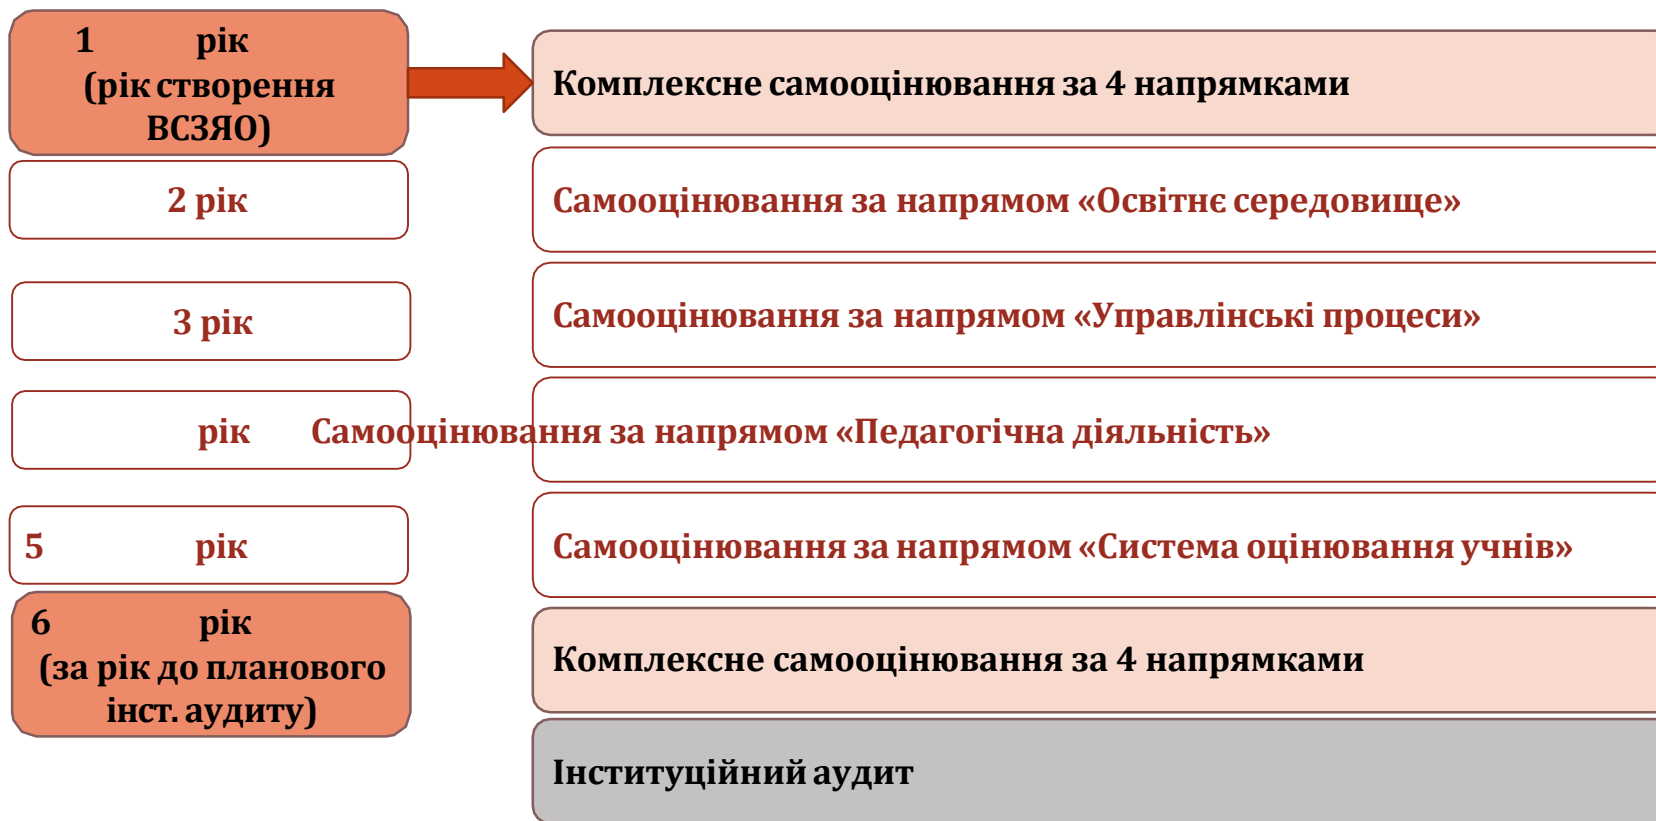 1 рік
(рік створення
ВСЗЯО)
Комплексне самооцінювання за 4 напрямками
2 рік
Самооцінювання за напрямом «Освітнє середовище»
3 рік
Самооцінювання за напрямом «Управлінські процеси»
рік
Самооцінювання за напрямом «Педагогічна діяльність»
5 рік
Самооцінювання за напрямом «Система оцінювання учнів»
6 рік
(за рік до планового
інст. аудиту)
Комплексне самооцінювання за 4 напрямками
Інституційний аудит